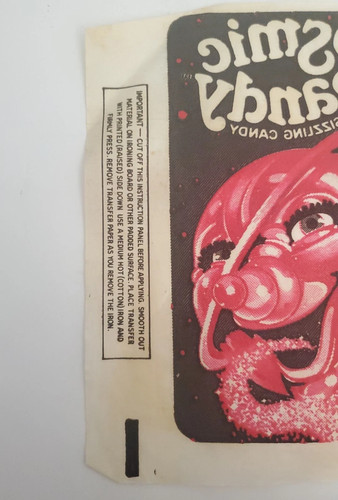 osmic
andy
SIZZLING CANDY
IMPORTANT — CUT OFF THIS INSTRUCTION PANEL BEFORE APPLYING. SMOOTH OUT
MATERIAL ON IRONING BOARD OR OTHER PADDED SURFACE. PLACE TRANSFER
WITH PRINTED (RAISED) SIDE DOWN. USE A MEDIUM HOT (COTTON) IRON AND
FIRMLY PRESS. REMOVE TRANSFER PAPER AS YOU REMOVE THE IRON.